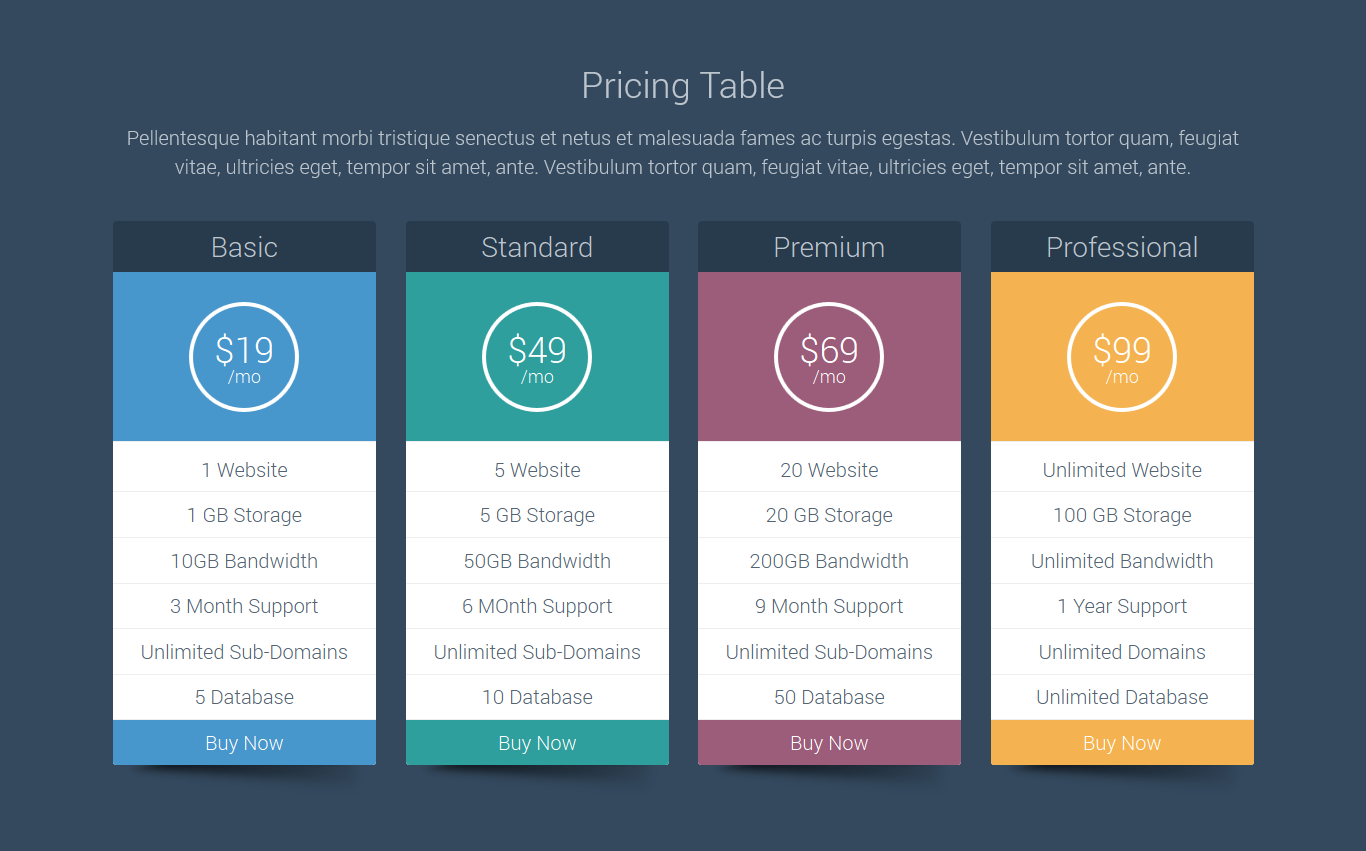 Pricing Table
Pellentesque habitant morbi tristique senectus et netus et malesuada fames ac turpis egestas. Vestibulum tortor quam, feugiat
vitae, ultricies eget, tempor sit amet, ante. Vestibulum tortor quam, feugiat vitae, ultricies eget, tempor sit amet, ante.
Basic
$19
/mo
1 Website
1 GB Storage
10GB Bandwidth
3 Month Support
Unlimited Sub-Domains
5 Database
Buy Now
Standard
$49
/mo
5 Website
5 GB Storage
50GB Bandwidth
6 MOnth Support
Unlimited Sub-Domains
10 Database
Buy Now
Premium
$69
/mo
20 Website
20 GB Storage
200GB Bandwidth
9 Month Support
Unlimited Sub-Domains
50 Database
Buy Now
Professional
$99
/mo
Unlimited Website
100 GB Storage
Unlimited Bandwidth
1 Year Support
Unlimited Domains
Unlimited Database
Buy Now